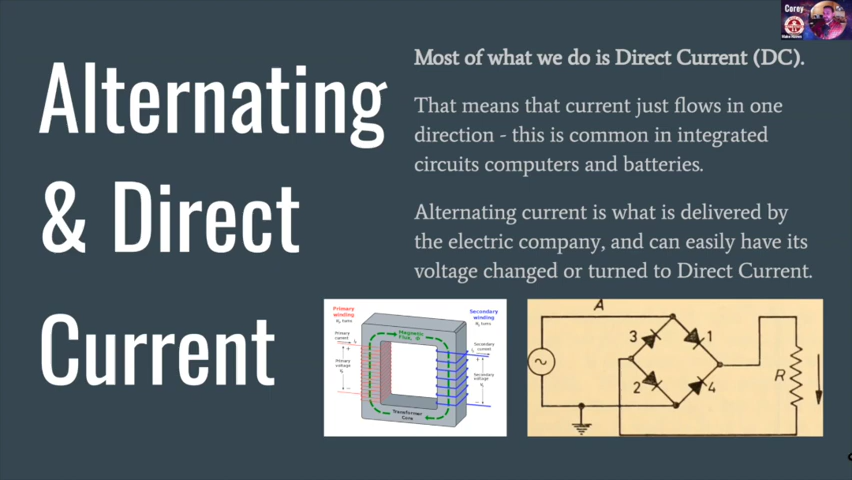 Corey
Alternating
& Direct
Current
Most of what we do is Direct Current (DC).
That means that current just flows in one
direction - this is common in integrated
circuits computers and batteries.
Alternating current is what is delivered by
the electric company, and can easily have its
voltage changed or turned to Direct Current.
Primary
winding
turns
Primary
current
Primary
voltage
Magnetic
Flux, Φ
Transformer
Core
Secondary
winding
turns
Secondary
current
Secondary
voltage
A
3
1
2
4
R